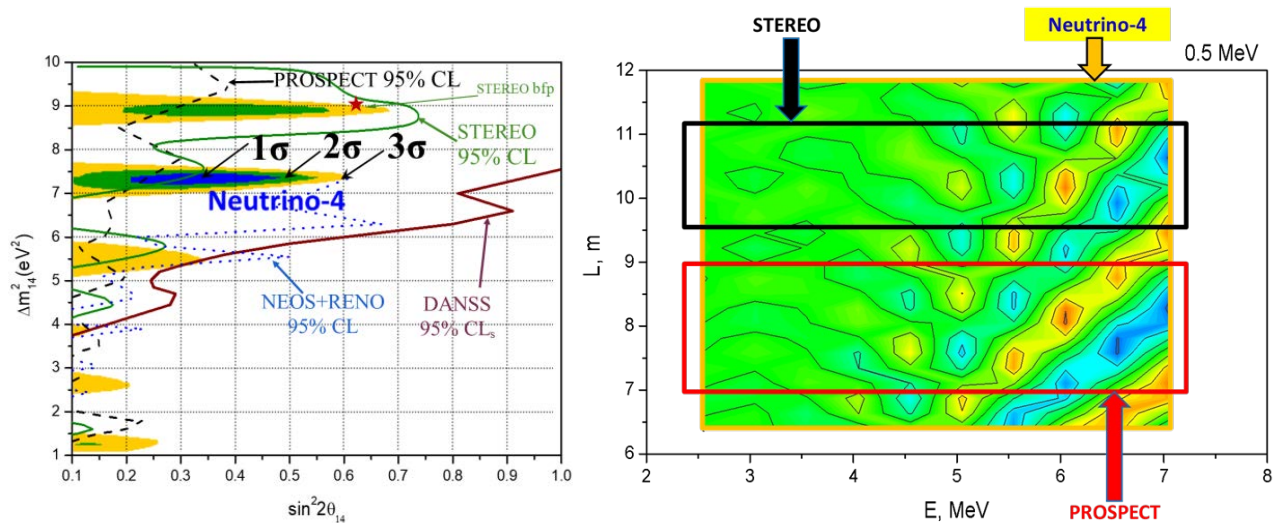 10
9
8
7
6
5
4
3
2
1
Δm²₁₄(eV²)
PROSPECT 95% CL
STEREO bfp
STEREO
95% CL
1σ
2σ
3σ
Neutrino-4
NEOS+RENO
95% CL
DANSS
95% CLₛ
0.1 0.2 0.3 0.4 0.5 0.6 0.7 0.8 0.9 1.0
sin²2θ₁₄
STEREO
Neutrino-4
0.5 MeV
12
11
10
9
8
7
6
L, m
2 3 4 5 6 7 8
E, MeV
PROSPECT